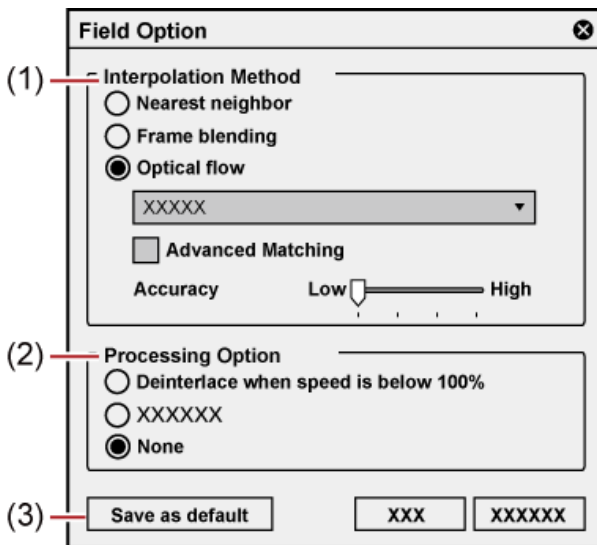 Field Option
(1)
Interpolation Method
Nearest neighbor
Frame blending
Optical flow
XXXXX
Advanced Matching
Accuracy Low High
(2)
Processing Option
Deinterlace when speed is below 100%
XXXXXX
None
(3)
Save as default XXX XXXXXX